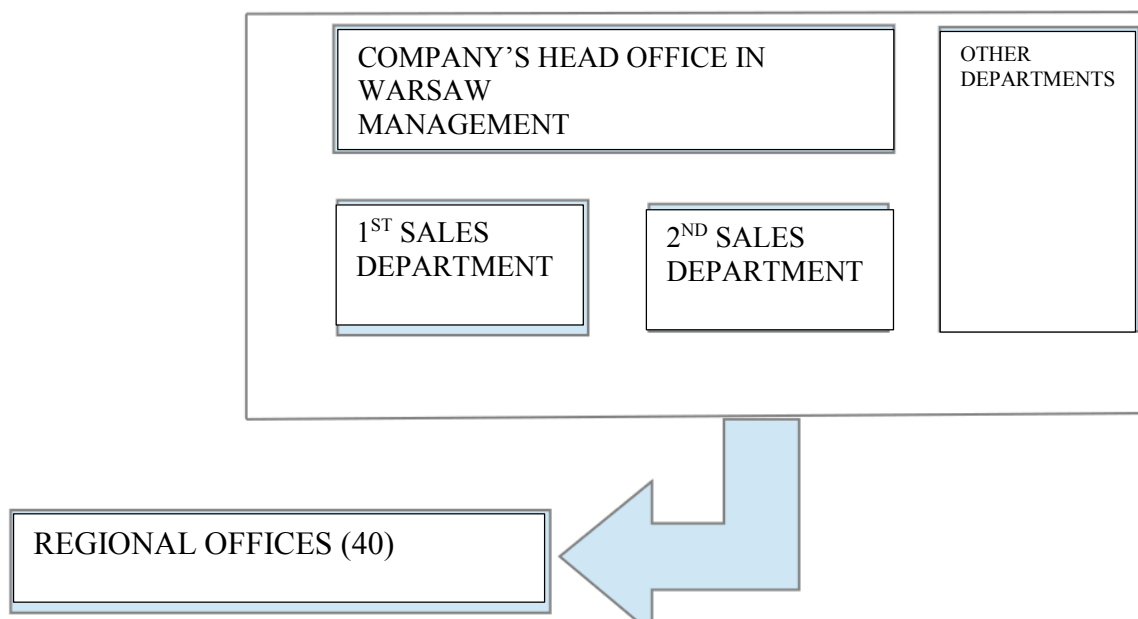 COMPANY’S HEAD OFFICE IN
WARSAW
MANAGEMENT
OTHER
DEPARTMENTS
1ST SALES
DEPARTMENT
2ND SALES
DEPARTMENT
REGIONAL OFFICES (40)